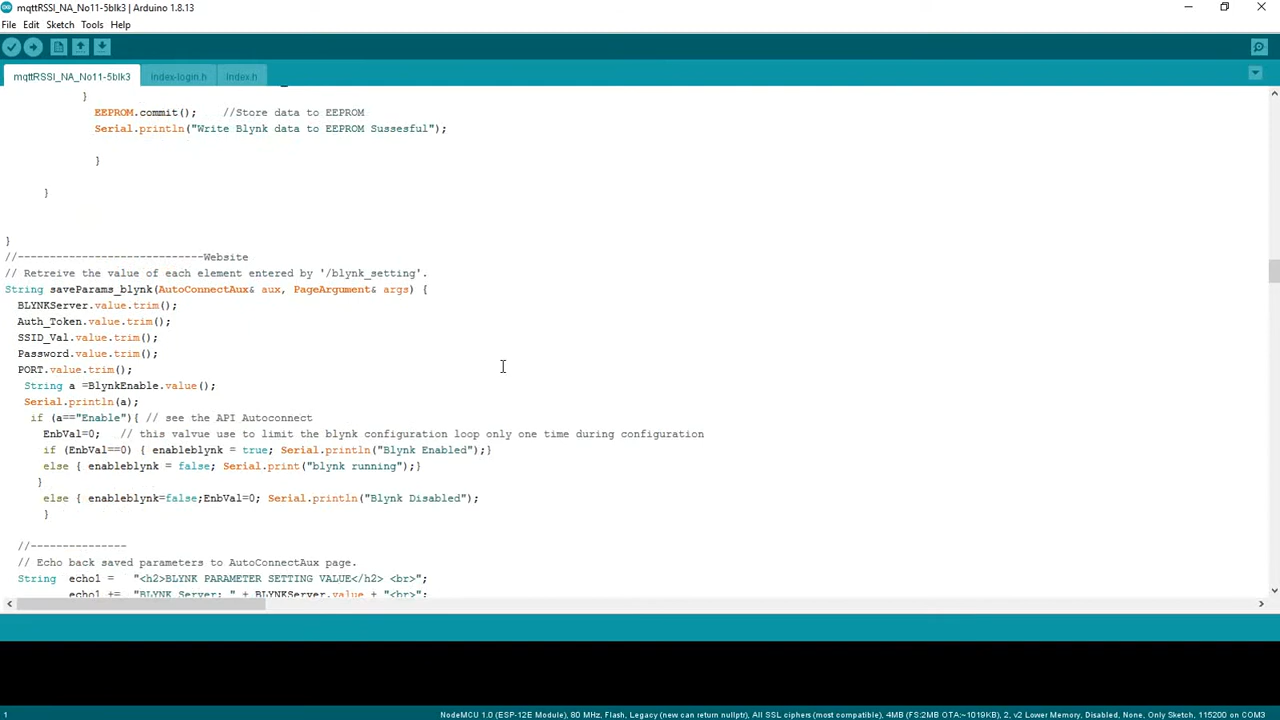 mqttRSSI_NA_No11-5blk3 | Arduino 1.8.13
File Edit Sketch Tools Help
mqttRSSI_NA_No11-5blk3 index-login.h index.h
}
EEPROM.commit(); //Store data to EEPROM
Serial.println("Write Blynk data to EEPROM Sussesful");
}
}
}
//-----------------------------Website
// Retreive the value of each element entered by '/blynk_setting'.
String saveParams_blynk(AutoConnectAux& aux, PageArgument& args) {
BLYNKServer.value.trim();
Auth_Token.value.trim();
SSID_Val.value.trim();
Password.value.trim();
PORT.value.trim();
String a =BlynkEnable.value();
Serial.println(a);
if (a=="Enable"){ // see the API Autoconnect
EnbVal=0; // this valvue use to limit the blynk configuration loop only one time during configuration
if (EnbVal==0) { enableblynk = true; Serial.println("Blynk Enabled");}
else { enableblynk = false; Serial.print("blynk running");}
}
else { enableblynk=false;EnbVal=0; Serial.println("Blynk Disabled");
}
//---------------
// Echo back saved parameters to AutoConnectAux page.
String echo1 = "<h2>BLYNK PARAMETER SETTING VALUE</h2> <br>";
echo1 += "BLYNK Server: " + BLYNKServer.value + "<br>";
1 NodeMCU 1.0 (ESP-12E Module), 80 MHz, Flash, Legacy (new can return nullptr), All SSL ciphers (most compatible), 4MB (FS:2MB OTA:~1019KB), 2, v2 Lower Memory, Disabled, None, Only Sketch, 115200 on COM3